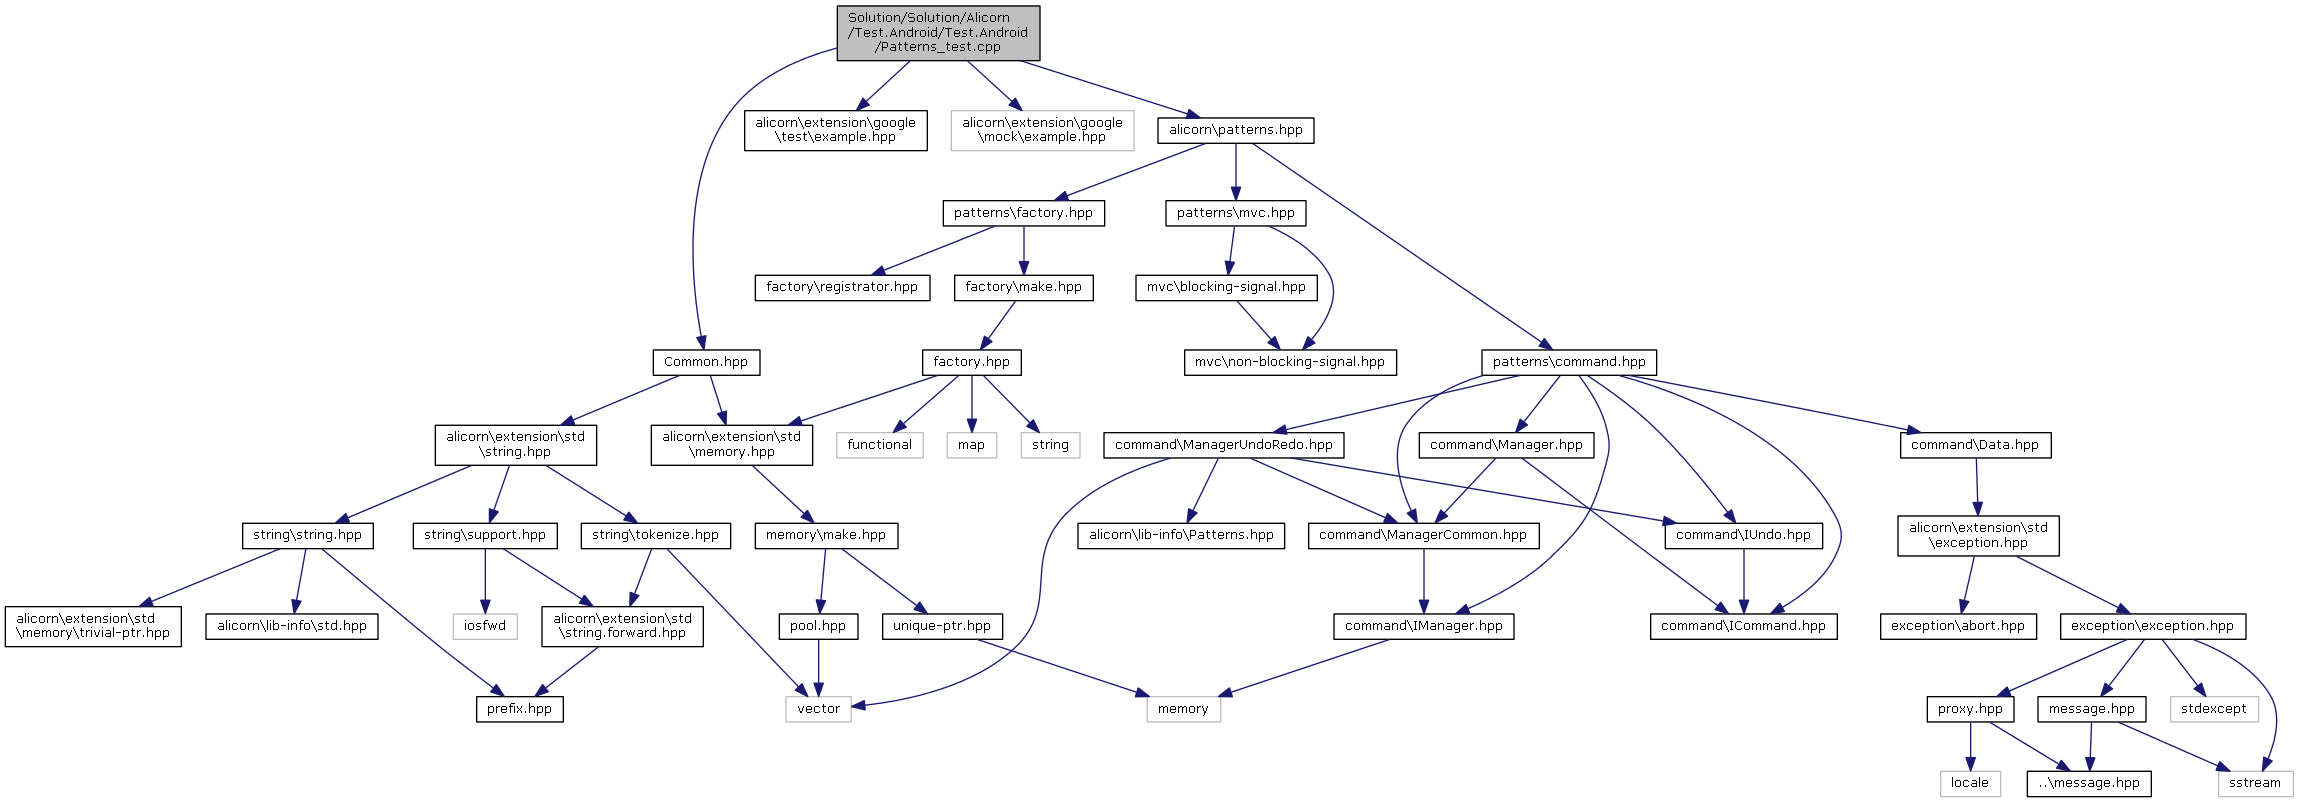 Solution/Solution/Alicorn
/Test.Android/Test.Android
/Patterns_test.cpp
alicorn\extension\google
\test\example.hpp
alicorn\extension\google
\mock\example.hpp
alicorn\patterns.hpp
patterns\factory.hpp
patterns\mvc.hpp
factory\registrator.hpp
factory\make.hpp
mvc\blocking-signal.hpp
Common.hpp
factory.hpp
mvc\non-blocking-signal.hpp
patterns\command.hpp
alicorn\extension\std
\string.hpp
alicorn\extension\std
\memory.hpp
functional
map
string
command\ManagerUndoRedo.hpp
command\Manager.hpp
command\Data.hpp
string\string.hpp
string\support.hpp
string\tokenize.hpp
memory\make.hpp
alicorn\lib-info\Patterns.hpp
command\ManagerCommon.hpp
command\IUndo.hpp
alicorn\extension\std
\exception.hpp
alicorn\extension\std
\memory\trivial-ptr.hpp
alicorn\lib-info\std.hpp
iosfwd
alicorn\extension\std
\string.forward.hpp
pool.hpp
unique-ptr.hpp
command\IManager.hpp
command\ICommand.hpp
exception\abort.hpp
exception\exception.hpp
prefix.hpp
vector
memory
proxy.hpp
message.hpp
stdexcept
locale
..\message.hpp
sstream